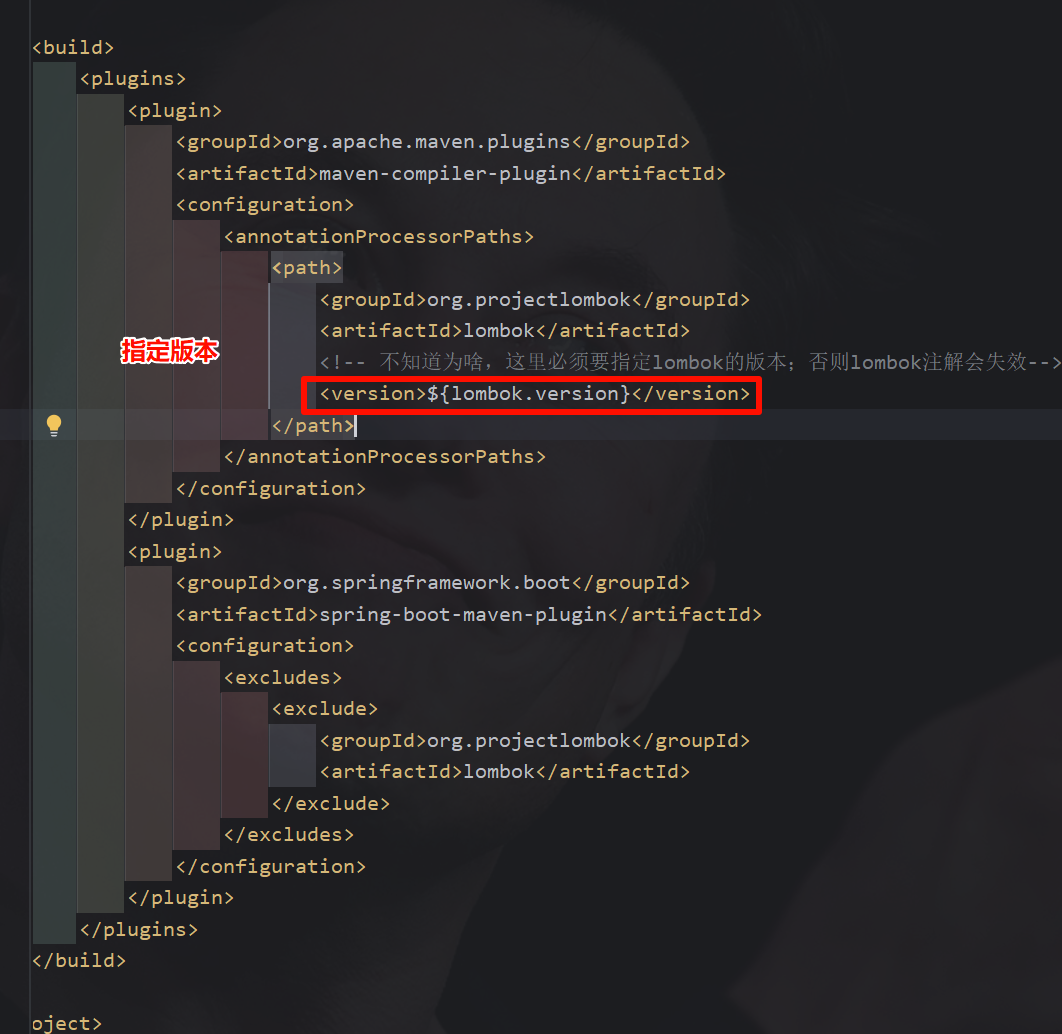 <build>
<plugins>
<plugin>
<groupId>org.apache.maven.plugins</groupId>
<artifactId>maven-compiler-plugin</artifactId>
<configuration>
<annotationProcessorPaths>
<path>
<groupId>org.projectlombok</groupId>
<artifactId>lombok</artifactId>
指定版本
<!-- 不知道为啥，这里必须要指定lombok的版本；否则lombok注解会失效-->
<version>${lombok.version}</version>
</path>
</annotationProcessorPaths>
</configuration>
</plugin>
<plugin>
<groupId>org.springframework.boot</groupId>
<artifactId>spring-boot-maven-plugin</artifactId>
<configuration>
<excludes>
<exclude>
<groupId>org.projectlombok</groupId>
<artifactId>lombok</artifactId>
</exclude>
</excludes>
</configuration>
</plugin>
</plugins>
</build>
oject>